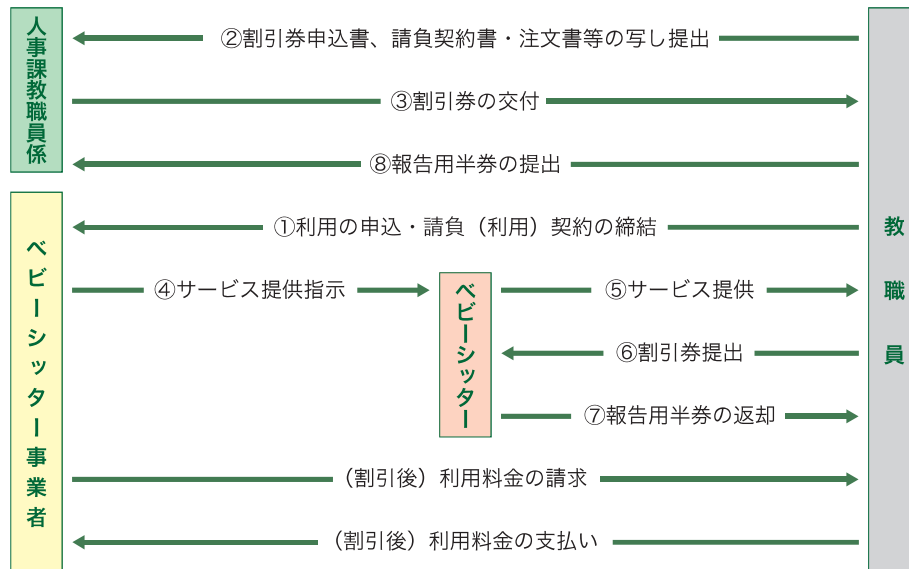 人事課教職員係
②割引券申込書、請負契約書・注文書等の写し提出
③割引券の交付
⑧報告用半券の提出
ベビーシッター事業者
①利用の申込・請負（利用）契約の締結
④サービス提供指示
ベビーシッター
⑤サービス提供
⑥割引券提出
⑦報告用半券の返却
（割引後）利用料金の請求
（割引後）利用料金の支払い
教職員